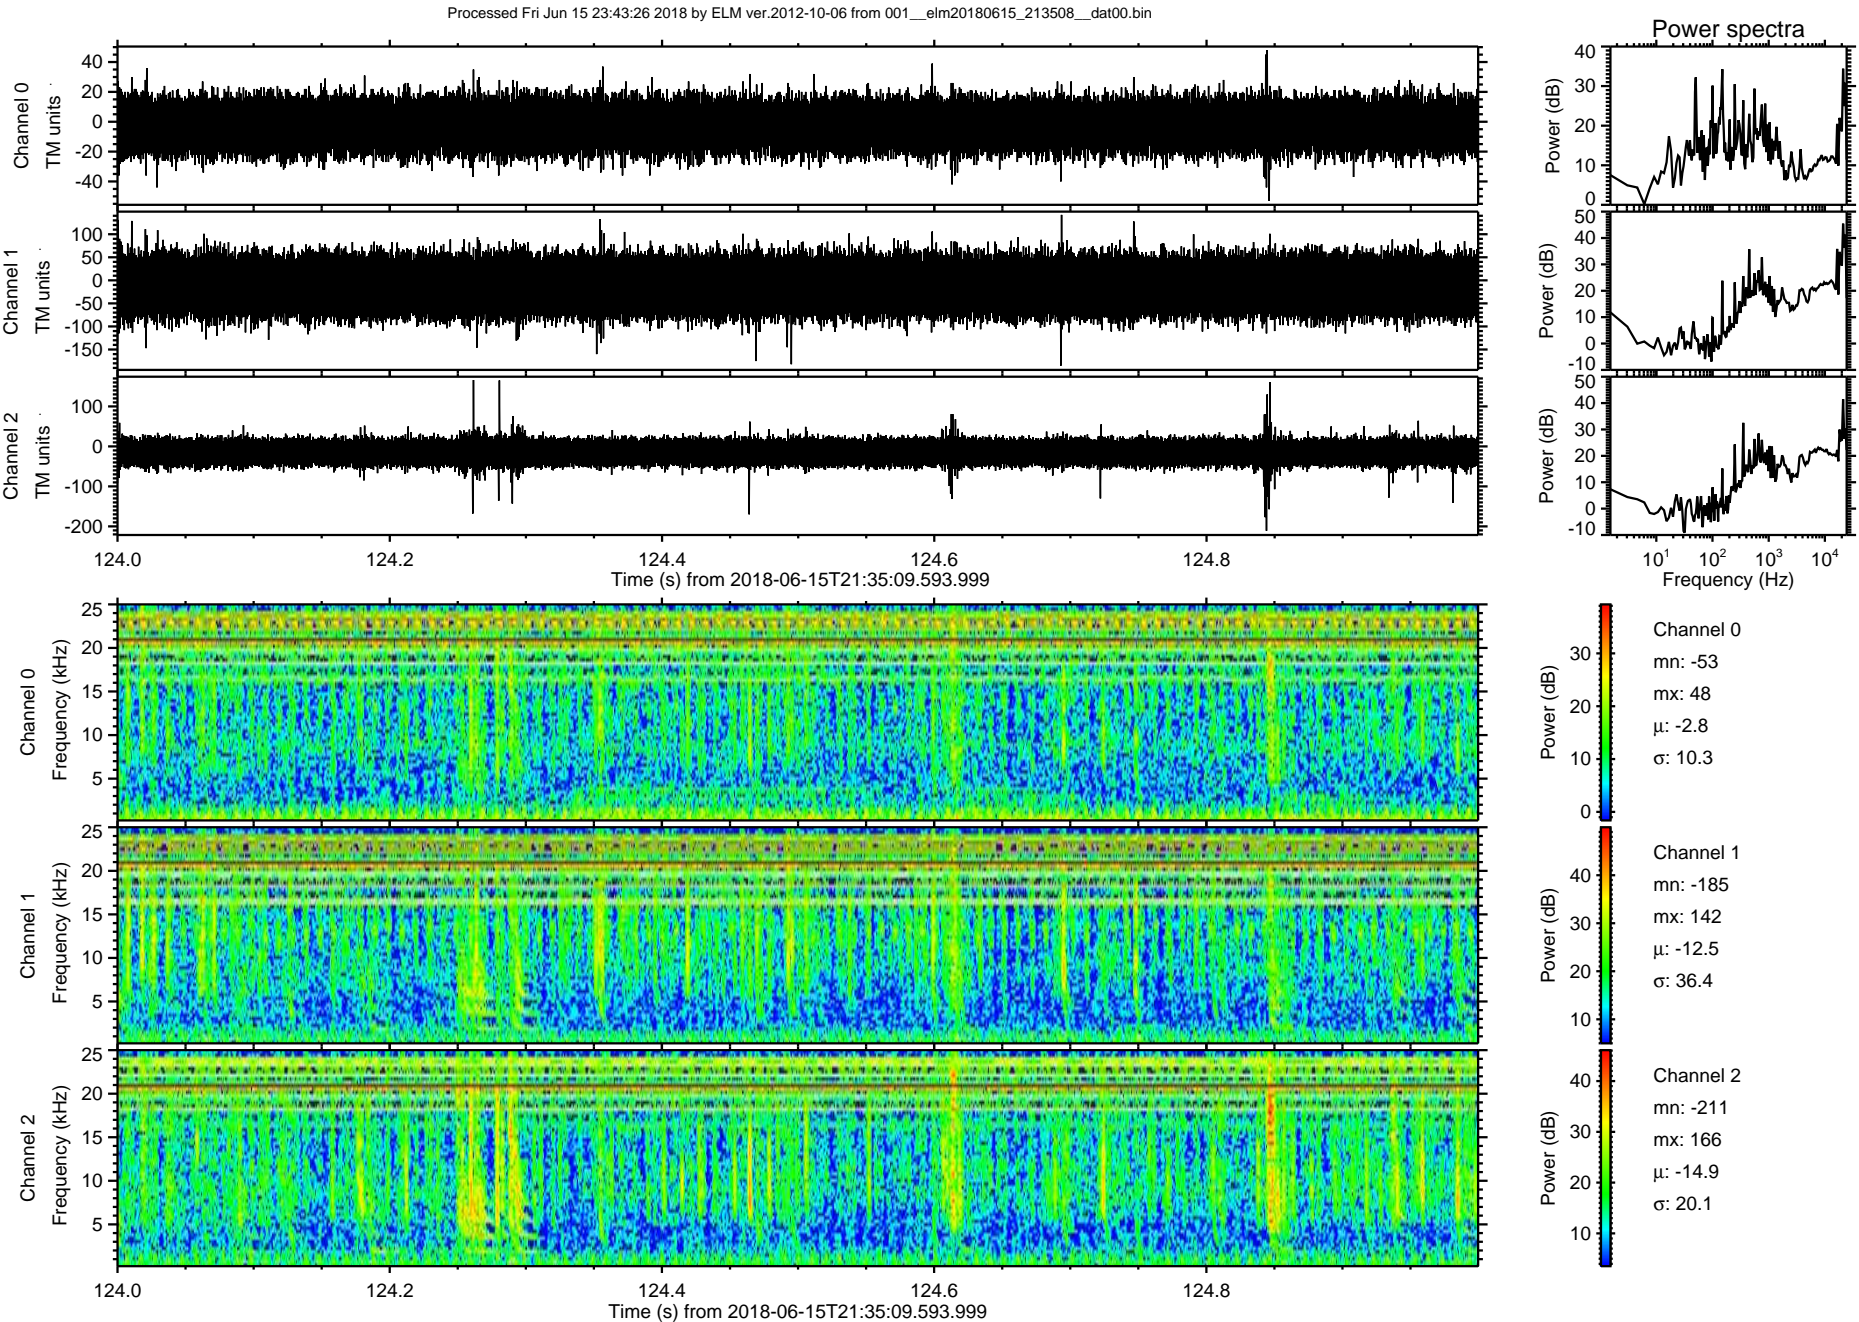 Processed Fri Jun 15 23:43:26 2018 by ELM ver.2012-10-06 from 001__elm20180615_213508__dat00.bin
Power spectra
Channel 0
TM units
40
20
0
-20
-40
Power (dB)
40
30
20
10
0
Channel 1
TM units
100
50
0
-50
-100
-150
Power (dB)
50
40
30
20
10
0
-10
Channel 2
TM units
100
0
-100
-200
Power (dB)
50
40
30
20
10
0
-10
124.0 124.2 124.4 124.6 124.8
Time (s) from 2018-06-15T21:35:09.593.999
10¹ 10² 10³ 10⁴
Frequency (Hz)
Channel 0
Frequency (kHz)
25
20
15
10
5
Power (dB)
30
20
10
0
Channel 0
mn: -53
mx: 48
μ: -2.8
σ: 10.3
Channel 1
Frequency (kHz)
25
20
15
10
5
Power (dB)
40
30
20
10
Channel 1
mn: -185
mx: 142
μ: -12.5
σ: 36.4
Channel 2
Frequency (kHz)
25
20
15
10
5
Power (dB)
40
30
20
10
Channel 2
mn: -211
mx: 166
μ: -14.9
σ: 20.1
124.0 124.2 124.4 124.6 124.8
Time (s) from 2018-06-15T21:35:09.593.999